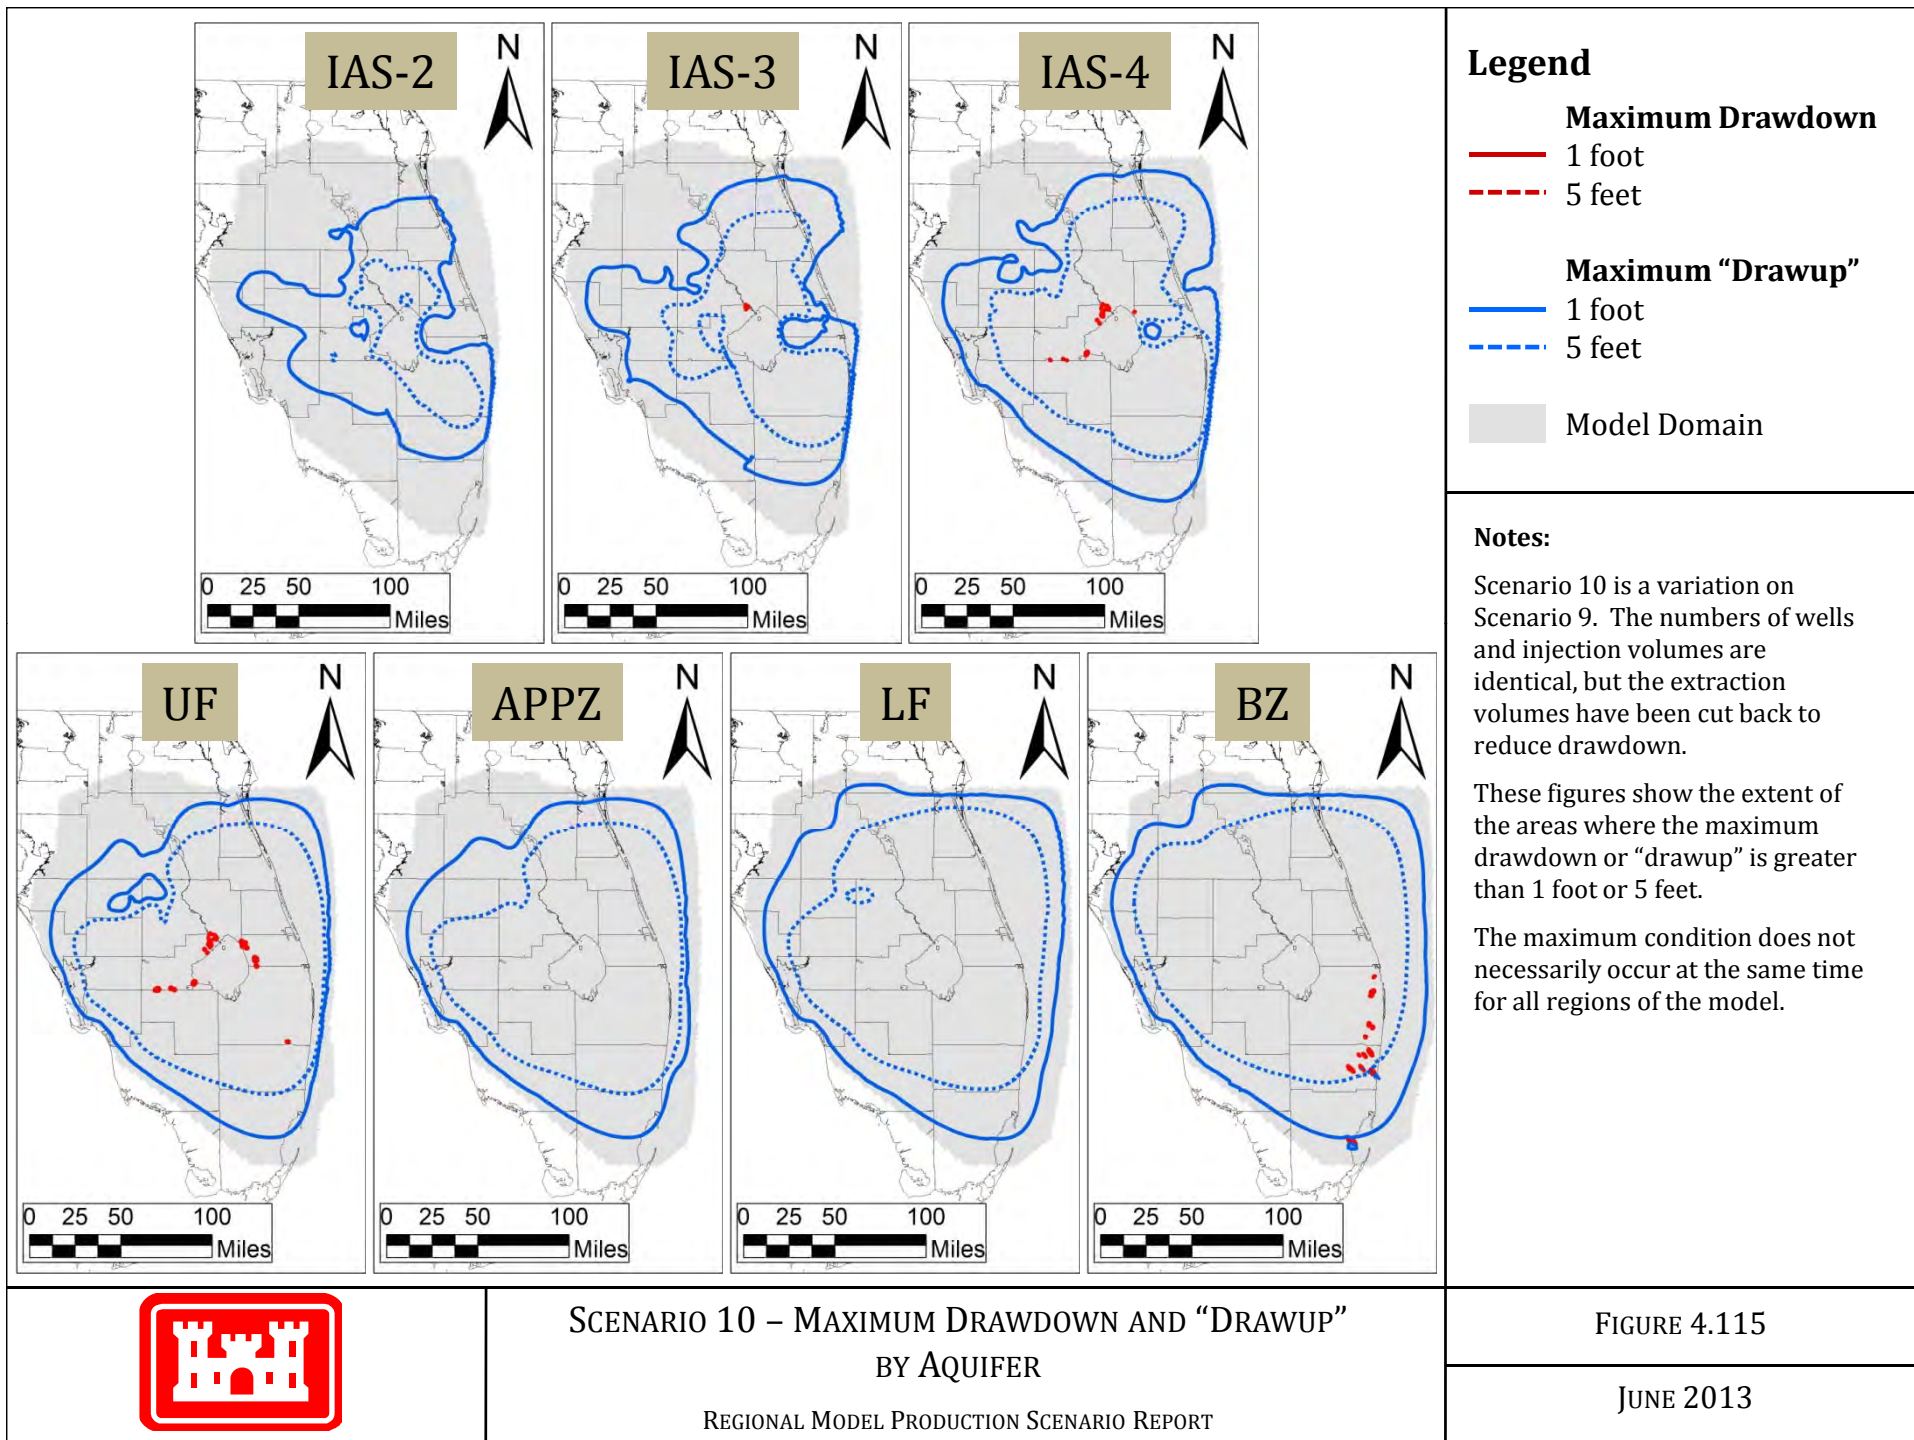 IAS-2
N
0 25 50 100
Miles
IAS-3
N
0 25 50 100
Miles
IAS-4
N
0 25 50 100
Miles
UF
N
0 25 50 100
Miles
APPZ
N
0 25 50 100
Miles
LF
N
0 25 50 100
Miles
BZ
N
0 25 50 100
Miles
Legend
Maximum Drawdown
1 foot
5 feet
Maximum “Drawup”
1 foot
5 feet
Model Domain
Notes:
Scenario 10 is a variation on
Scenario 9. The numbers of wells
and injection volumes are
identical, but the extraction
volumes have been cut back to
reduce drawdown.
These figures show the extent of
the areas where the maximum
drawdown or “drawup” is greater
than 1 foot or 5 feet.
The maximum condition does not
necessarily occur at the same time
for all regions of the model.
SCENARIO 10 – MAXIMUM DRAWDOWN AND “DRAWUP”
BY AQUIFER
REGIONAL MODEL PRODUCTION SCENARIO REPORT
FIGURE 4.115
JUNE 2013